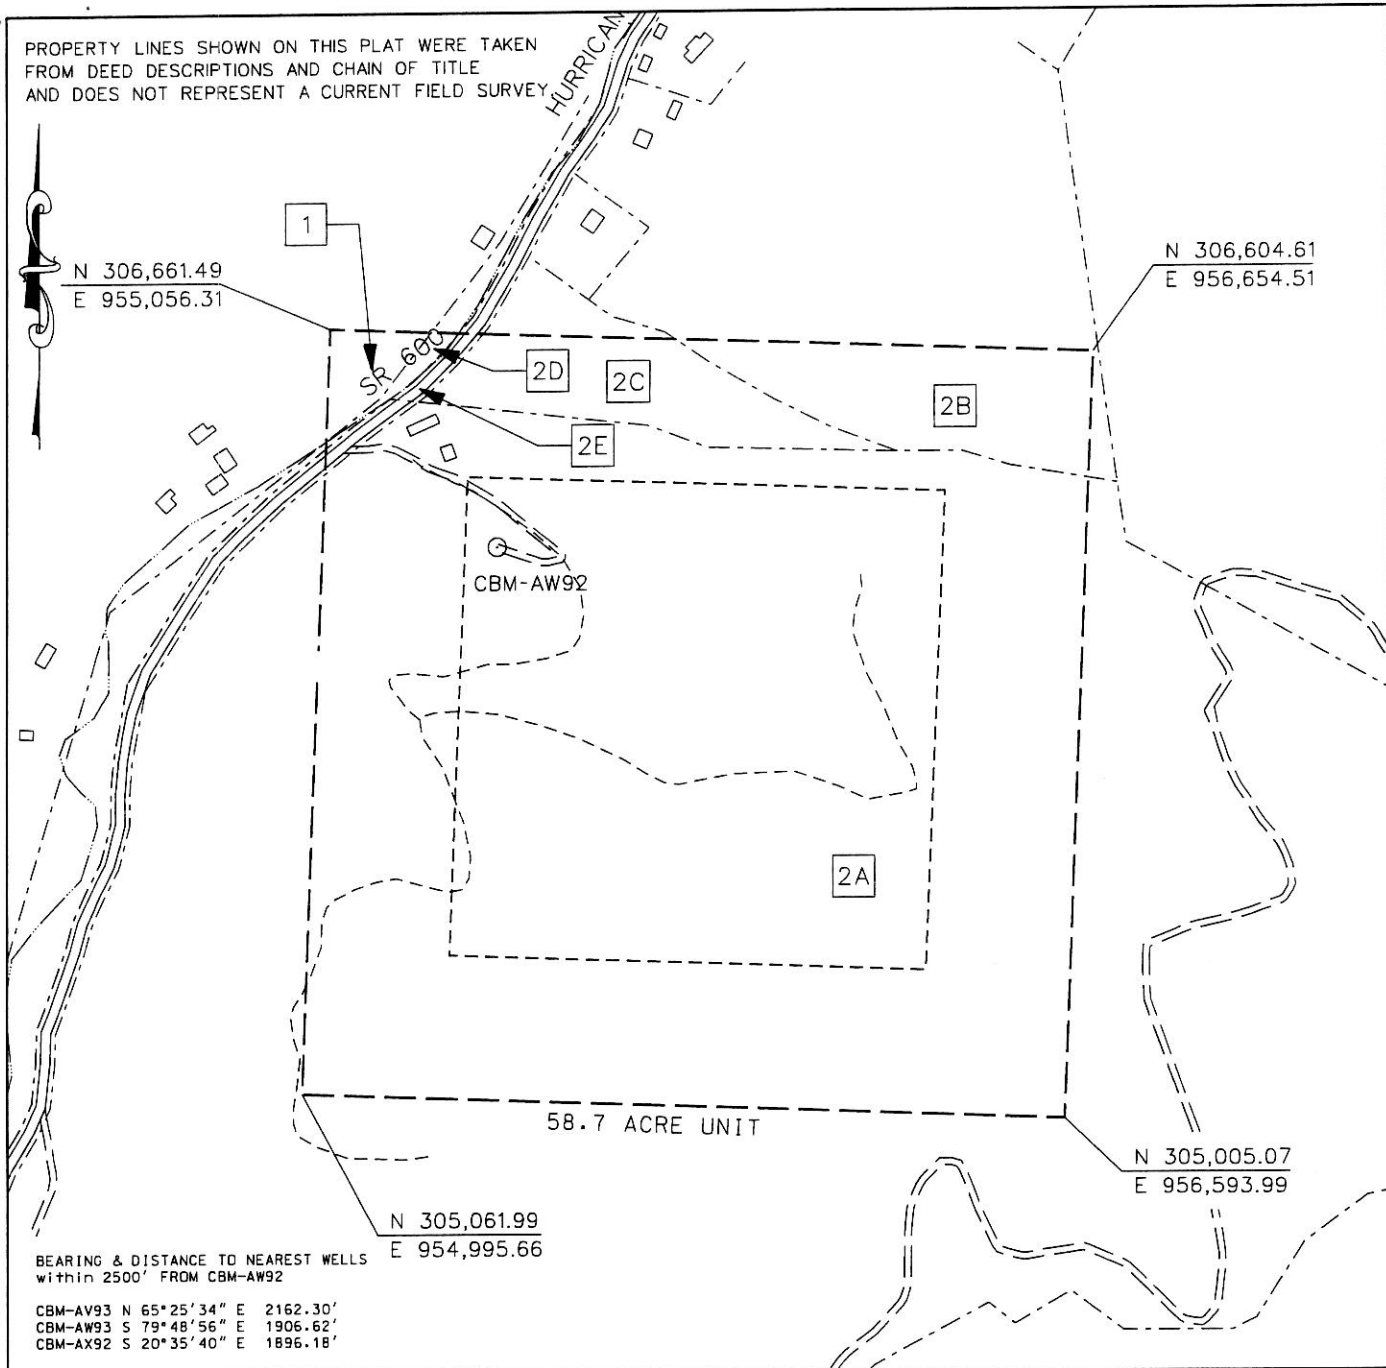 PROPERTY LINES SHOWN ON THIS PLAT WERE TAKEN
FROM DEED DESCRIPTIONS AND CHAIN OF TITLE
AND DOES NOT REPRESENT A CURRENT FIELD SURVEY
HURRICAN
1
N 306,661.49
E 955,056.31
N 306,604.61
E 956,654.51
SR 600
2D
2C
2B
2E
CBM-AW92
2A
58.7 ACRE UNIT
N 305,005.07
E 956,593.99
N 305,061.99
E 954,995.66
BEARING & DISTANCE TO NEAREST WELLS
within 2500' FROM CBM-AW92
CBM-AV93 N 65°25'34" E 2162.30'
CBM-AW93 S 79°48'56" E 1906.62'
CBM-AX92 S 20°35'40" E 1896.18'